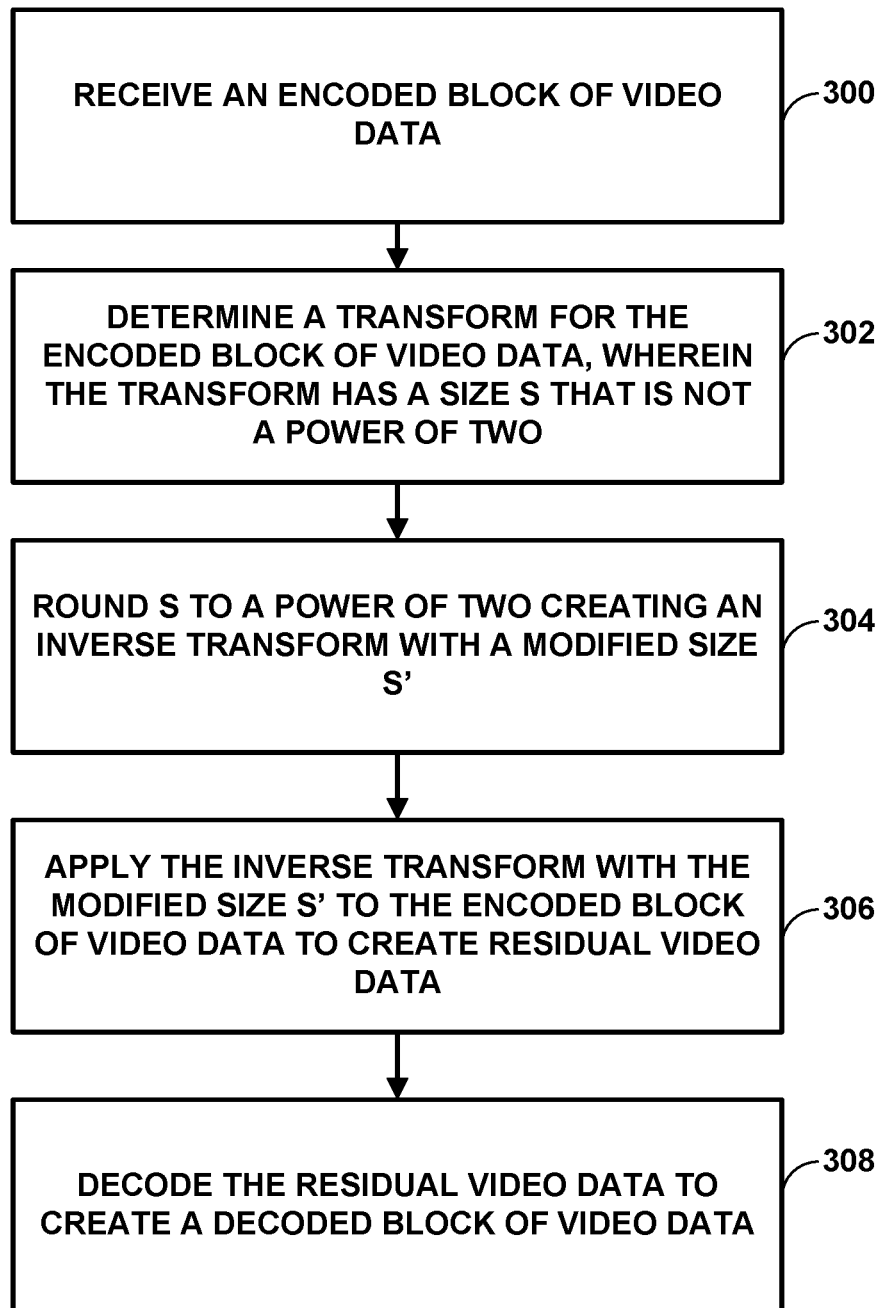 RECEIVE AN ENCODED BLOCK OF VIDEO
DATA
300
DETERMINE A TRANSFORM FOR THE
ENCODED BLOCK OF VIDEO DATA, WHEREIN
THE TRANSFORM HAS A SIZE S THAT IS NOT
A POWER OF TWO
302
ROUND S TO A POWER OF TWO CREATING AN
INVERSE TRANSFORM WITH A MODIFIED SIZE
S’
304
APPLY THE INVERSE TRANSFORM WITH THE
MODIFIED SIZE S’ TO THE ENCODED BLOCK
OF VIDEO DATA TO CREATE RESIDUAL VIDEO
DATA
306
DECODE THE RESIDUAL VIDEO DATA TO
CREATE A DECODED BLOCK OF VIDEO DATA
308